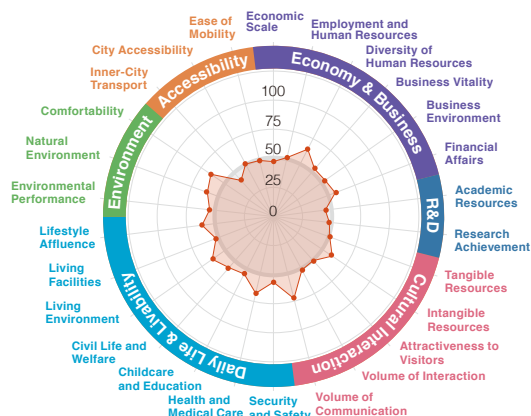 Economic
Scale
Employment and
Human Resources
Diversity of
Human Resources
Business Vitality
Business
Environment
Financial
Affairs
Academic
Resources
Research
Achievement
Tangible
Resources
Intangible
Resources
Attractiveness to
Visitors
Volume of Interaction
Volume of
Communication
Security
and Safety
Health and
Medical Care
Childcare
and Education
Civil Life and
Welfare
Living
Environment
Living
Facilities
Lifestyle
Affluence
Environmental
Performance
Natural
Environment
Comfortability
Inner-City
Transport
City Accessibility
Ease of
Mobility
Economy & Business
R&D
Cultural Interaction
Daily Life & Livability
Environment
Accessibility
100
75
50
25
0